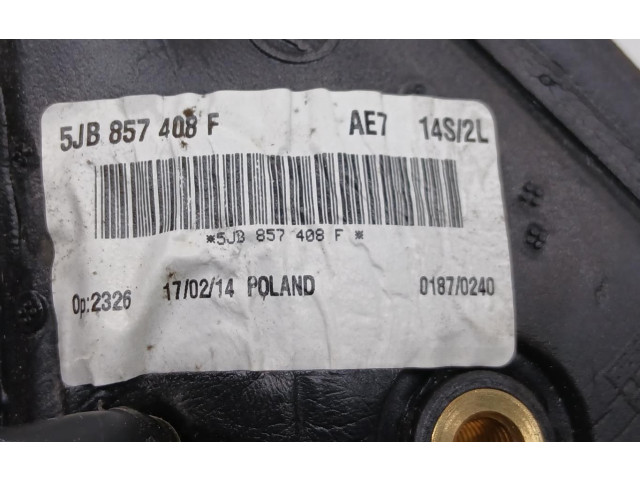 5JB 857 408 F AE7 14S/2L
*5JB 857 408 F *
Op:2326 17/02/14 POLAND 0187/0240